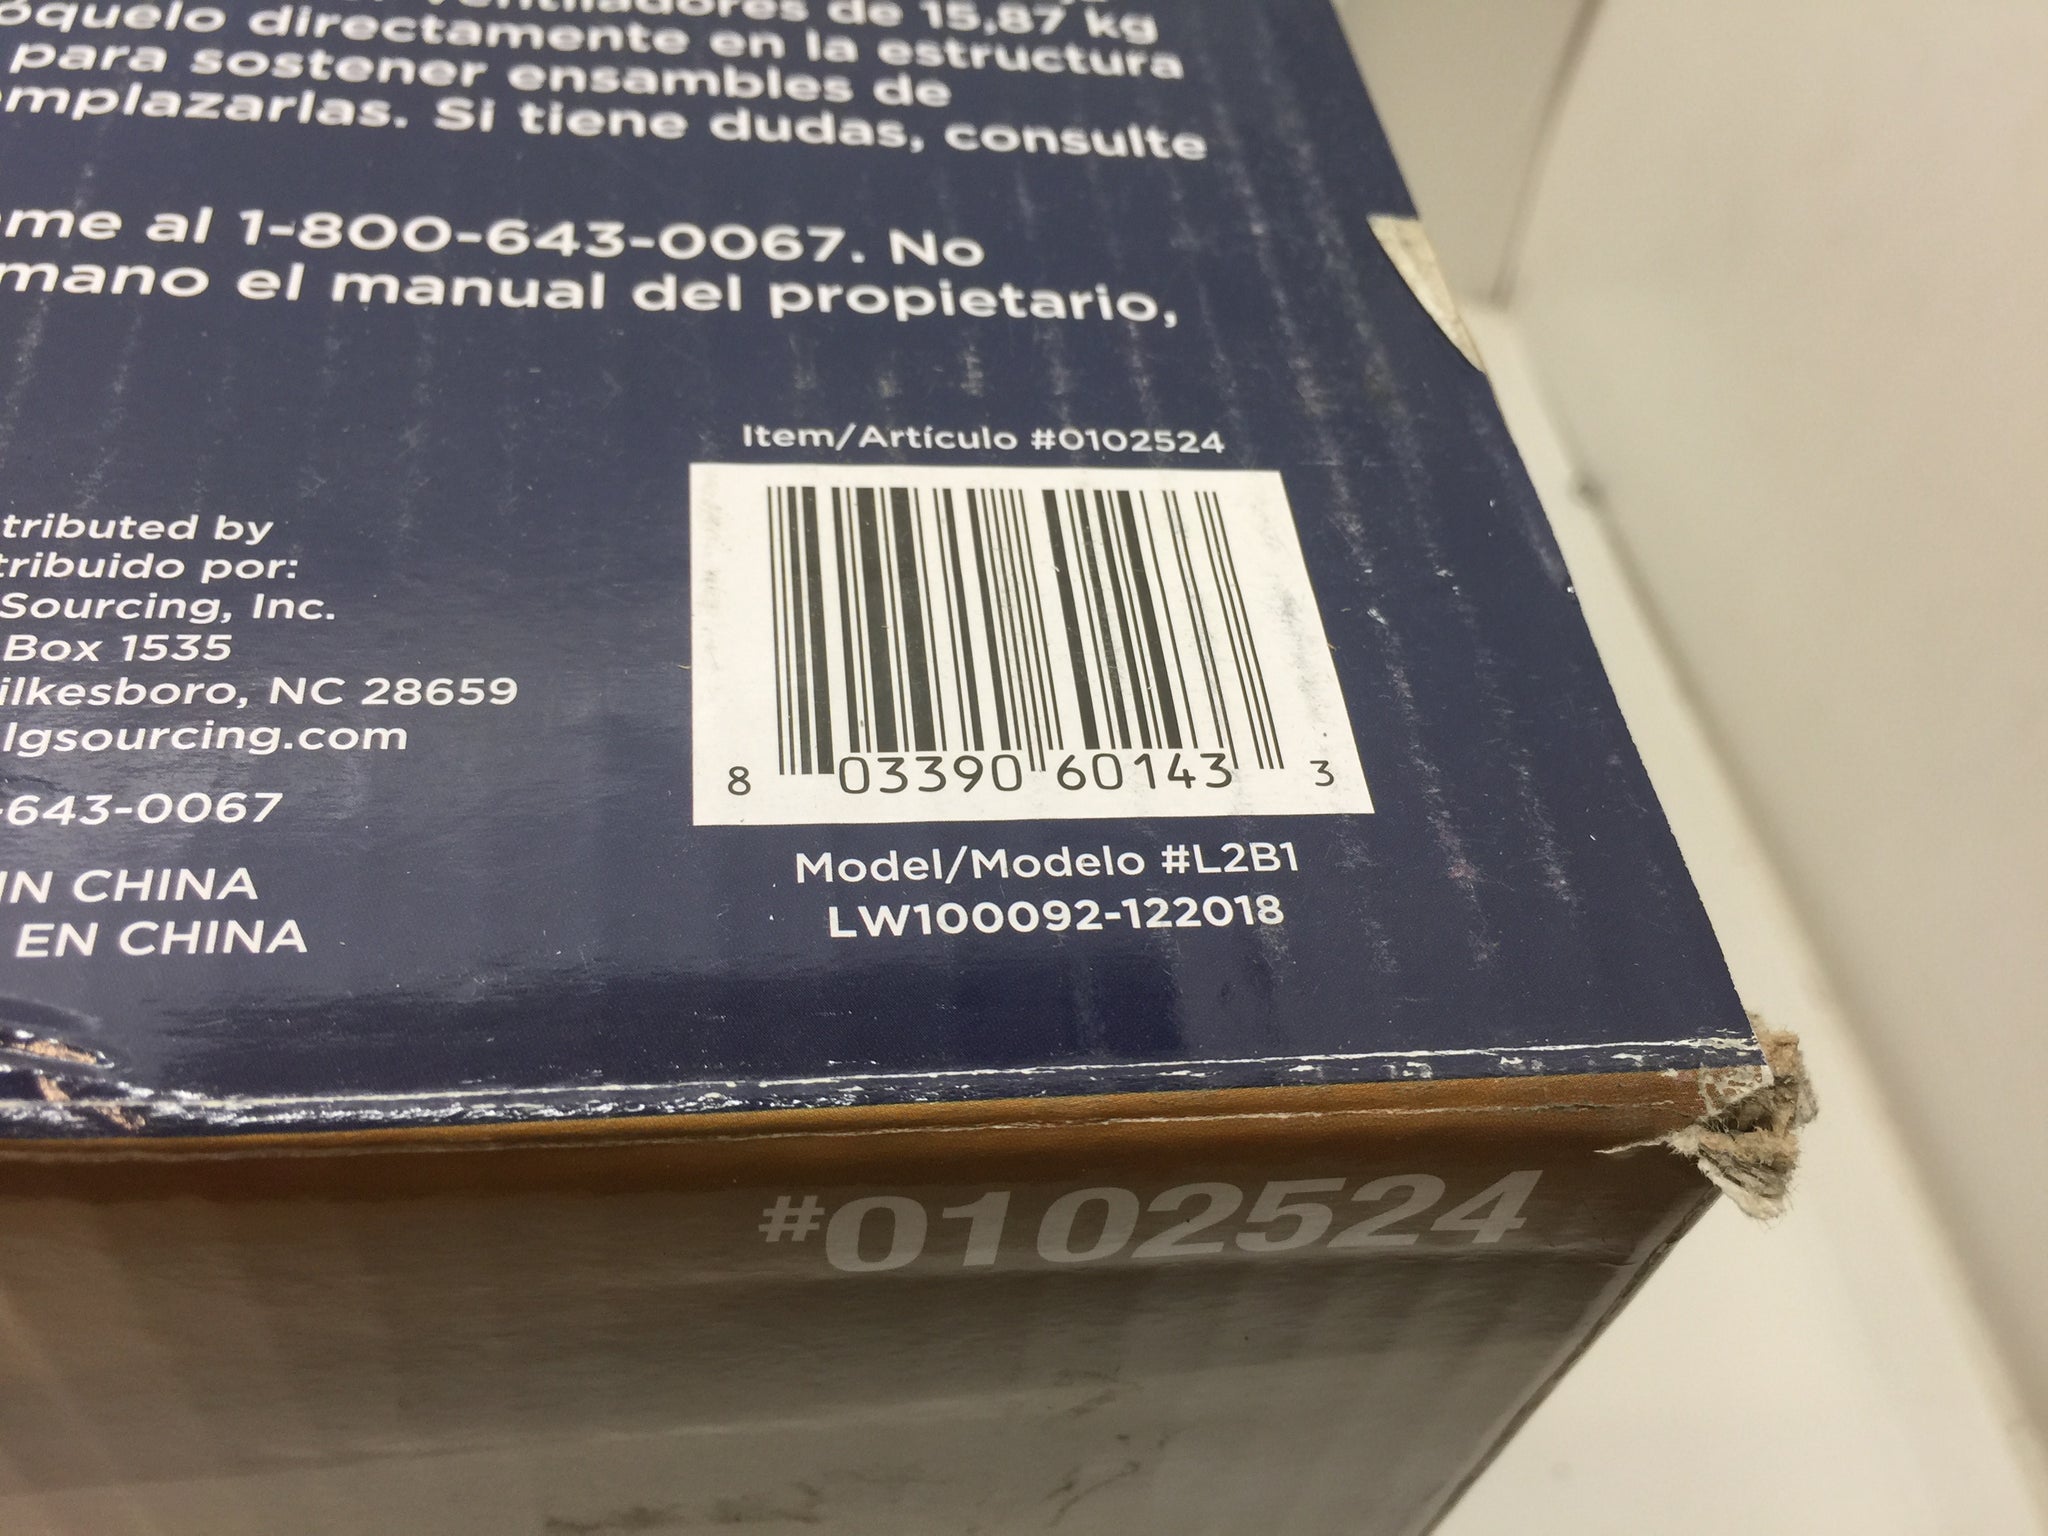 ventiladores de 15,87 kg
directamente en la estructura
para sostener ensambles de
emplazarlas. Si tiene dudas, consulte
me al 1-800-643-0067. No
mano el manual del propietario,
Item/Artículo #0102524
tributed by
tribuido por:
Sourcing, Inc.
Box 1535
ilkesboro, NC 28659
lgsourcing.com
-643-0067
IN CHINA
EN CHINA
8 03390 60143 3
Model/Modelo #L2B1
LW100092-122018
#0102524